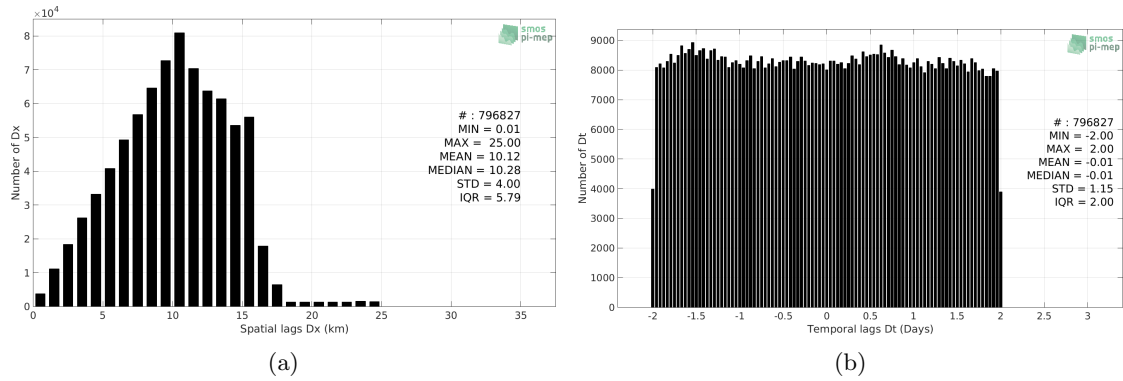 ×10⁴
8
7
6
5
4
3
2
1
0
Number of Dx
smos
pi-mep
# : 796827
MIN = 0.01
MAX = 25.00
MEAN = 10.12
MEDIAN = 10.28
STD = 4.00
IQR = 5.79
0 5 10 15 20 25 30 35
Spatial lags Dx (km)
(a)
9000
8000
7000
6000
5000
4000
3000
2000
1000
0
Number of Dt
smos
pi-mep
# : 796827
MIN = -2.00
MAX = 2.00
MEAN = -0.01
MEDIAN = -0.01
STD = 1.15
IQR = 2.00
-2 -1.5 -1 -0.5 0 0.5 1 1.5 2 2.5 3
Temporal lags Dt (Days)
(b)